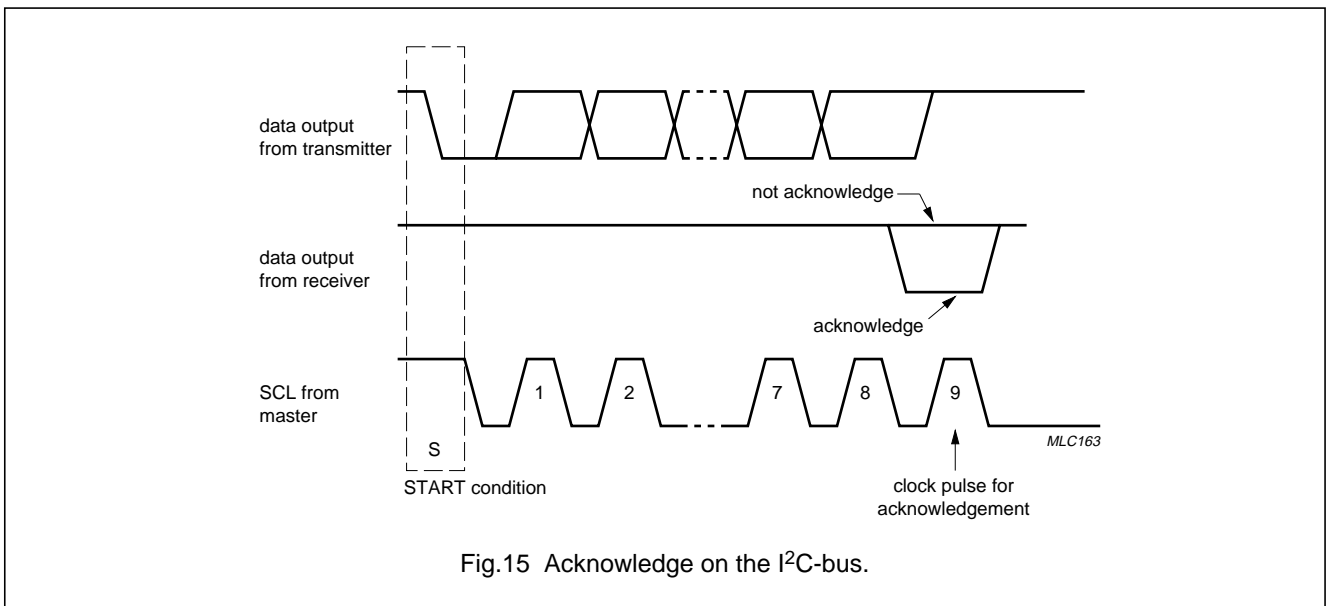 data output
from transmitter
not acknowledge
data output
from receiver
acknowledge
SCL from
master
1
2
7
8
9
MLC163
S
START condition
clock pulse for
acknowledgement
Fig.15 Acknowledge on the I²C-bus.